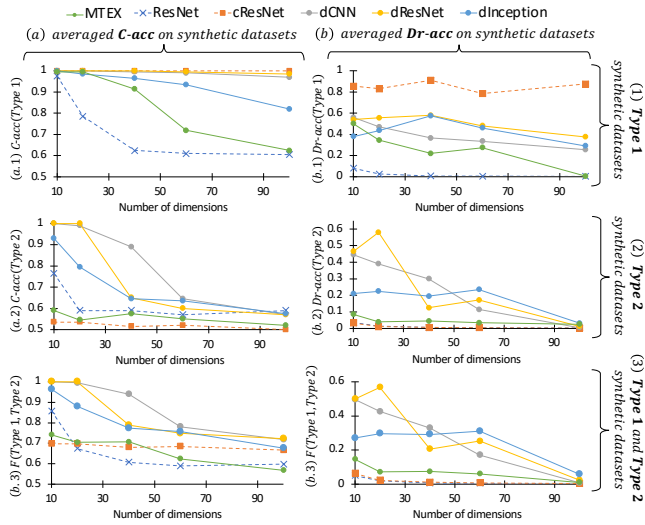 MTEX ResNet cResNet dCNN dResNet dInception
(a) averaged C-acc on synthetic datasets
(b) averaged Dr-acc on synthetic datasets
(a.1) C-acc(Type 1)
1
0.9
0.8
0.7
0.6
0.5
10 30 50 70 90
Number of dimensions
(b.1) Dr-acc(Type 1)
1
0.8
0.6
0.4
0.2
0
10 30 50 70 90
Number of dimensions
(1) Type 1
synthetic datasets
(a.2) C-acc(Type 2)
1
0.9
0.8
0.7
0.6
0.5
10 30 50 70 90
Number of dimensions
(b.2) Dr-acc(Type 2)
0.6
0.5
0.4
0.3
0.2
0.1
0
10 30 50 70 90
Number of dimensions
(2) Type 2
synthetic datasets
(b.3) F(Type 1,Type 2)
1
0.9
0.8
0.7
0.6
0.5
10 30 50 70 90
Number of dimensions
(b.3) F(Type 1,Type 2)
0.6
0.4
0.2
0
10 30 50 70 90
Number of dimensions
(3) Type 1 and Type 2
synthetic datasets